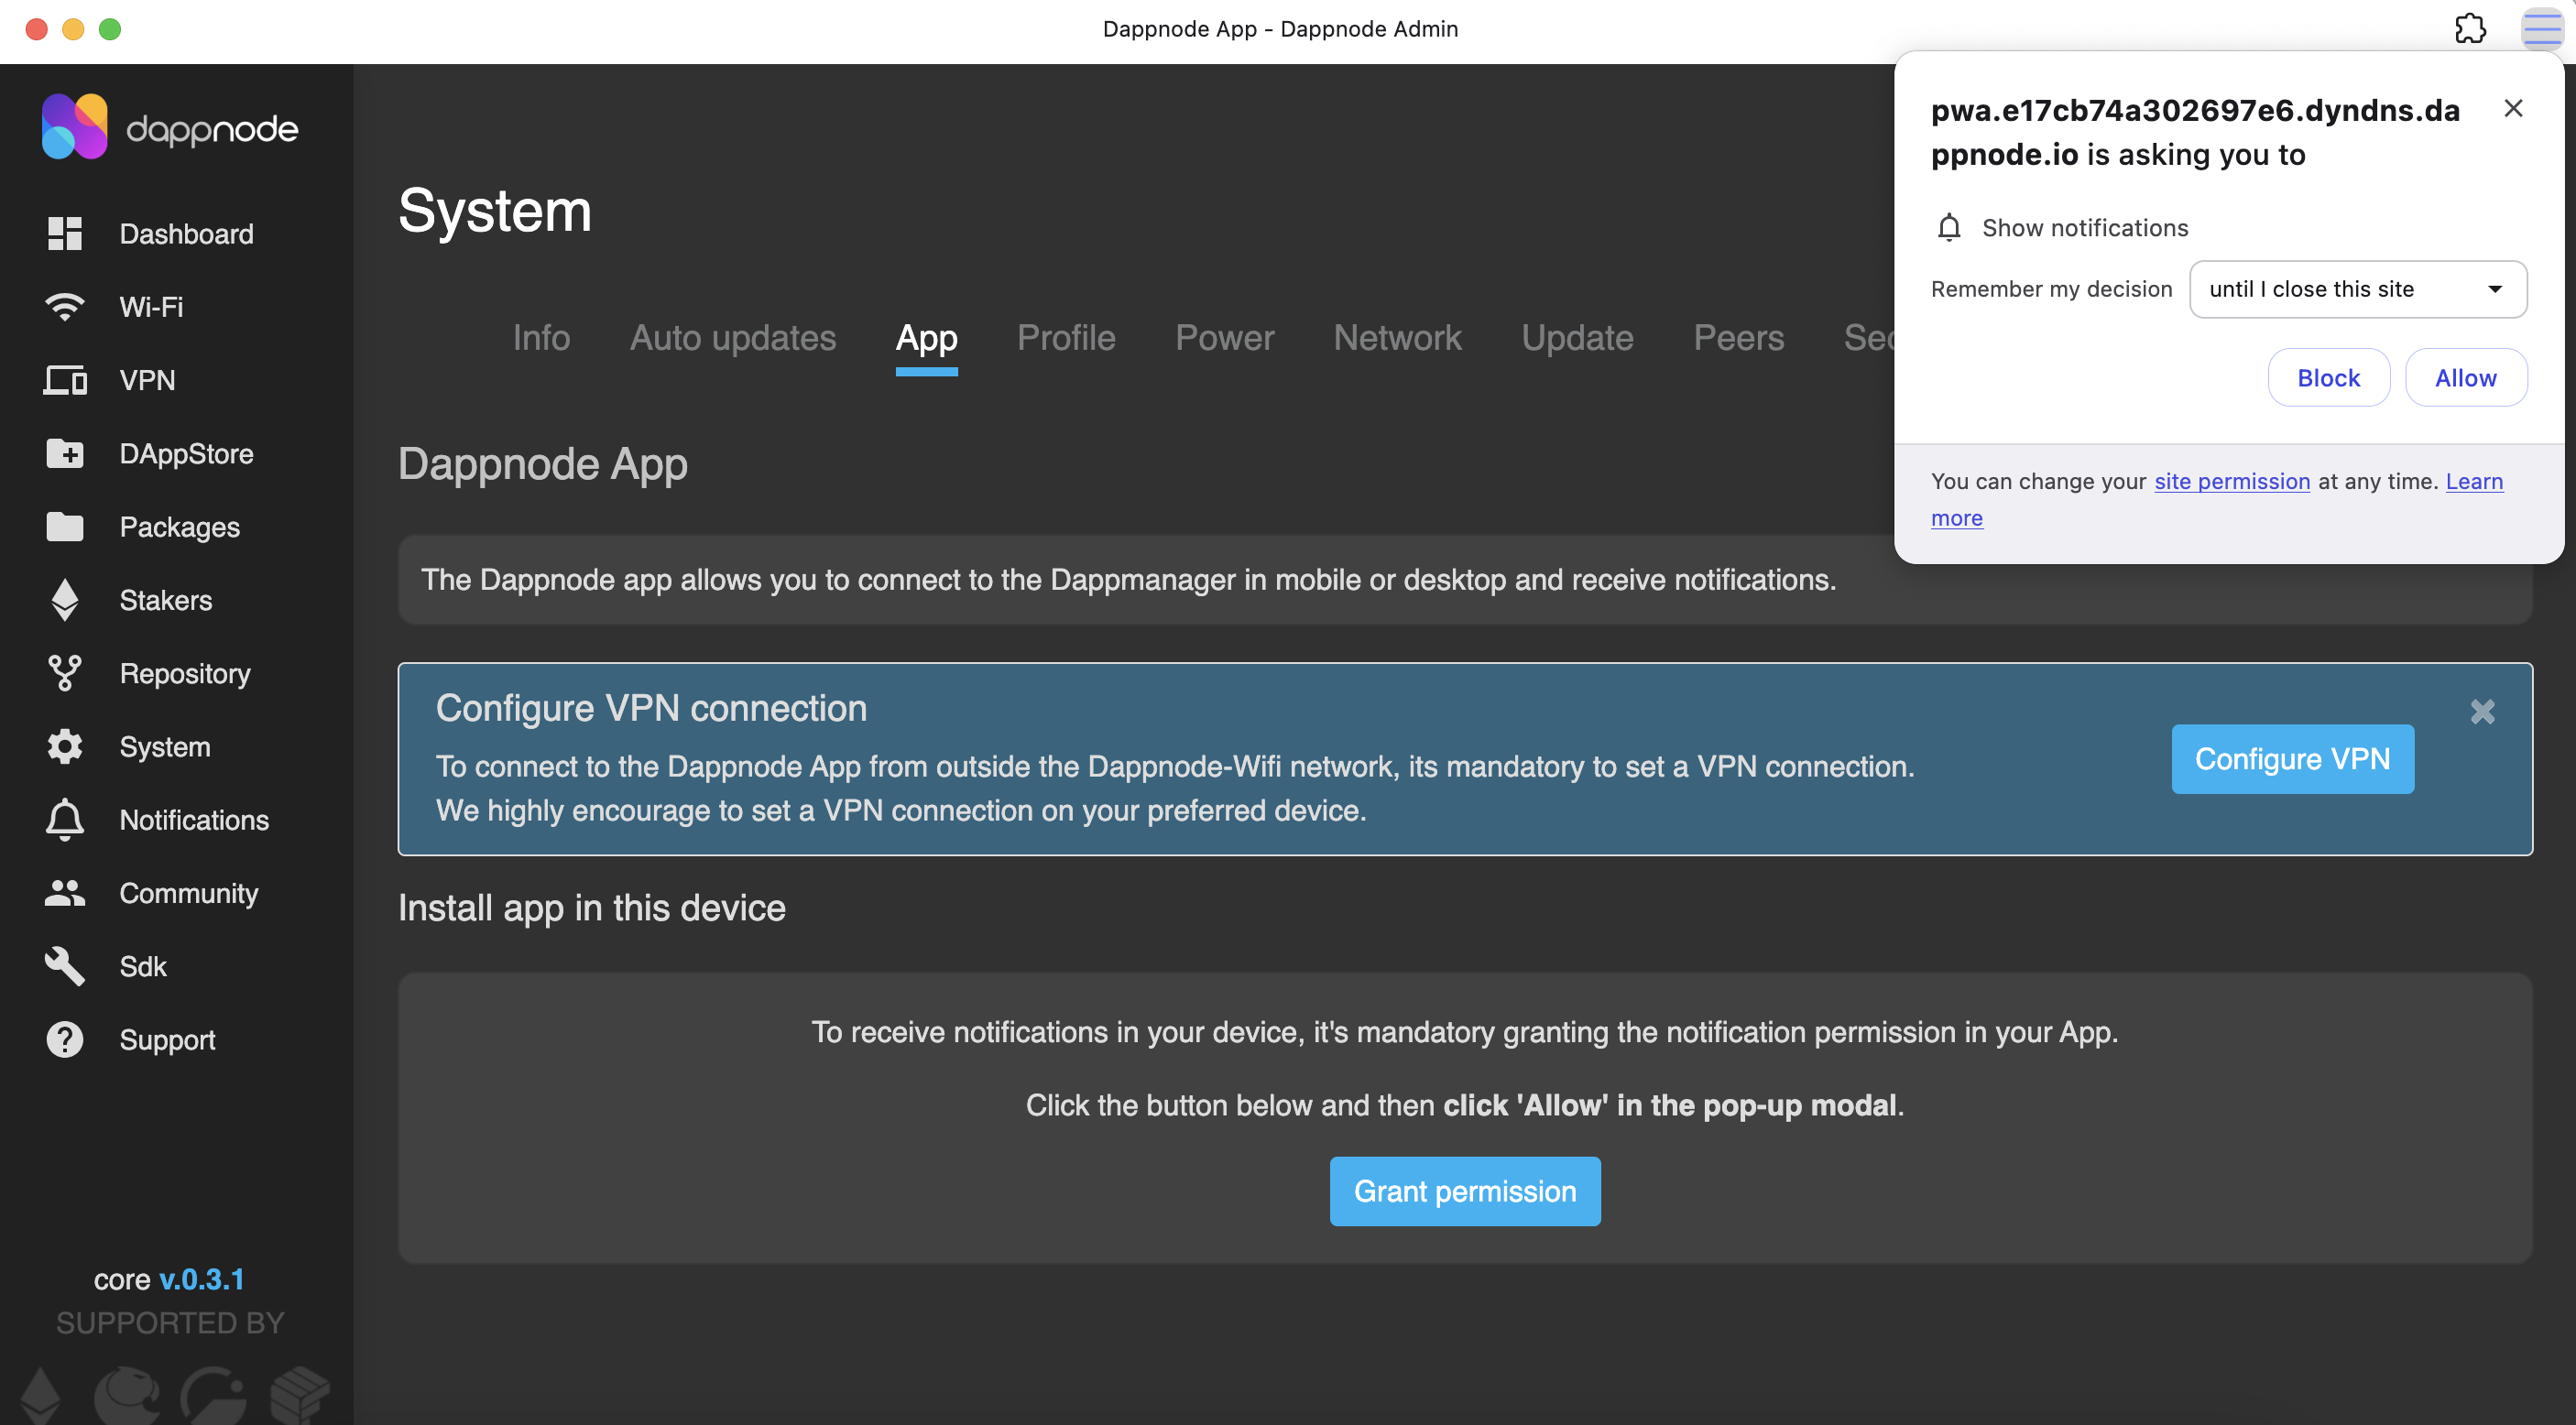 Dappnode App - Dappnode Admin
dappnode
Dashboard
Wi-Fi
VPN
DAppStore
Packages
Stakers
Repository
System
Notifications
Community
Sdk
Support
core v.0.3.1
SUPPORTED BY
System
Info
Auto updates
App
Profile
Power
Network
Update
Peers
Dappnode App
The Dappnode app allows you to connect to the Dappmanager in mobile or desktop and receive notifications.
Configure VPN connection
To connect to the Dappnode App from outside the Dappnode-Wifi network, its mandatory to set a VPN connection.
We highly encourage to set a VPN connection on your preferred device.
Configure VPN
Install app in this device
To receive notifications in your device, it's mandatory granting the notification permission in your App.
Click the button below and then click 'Allow' in the pop-up modal.
Grant permission
pwa.e17cb74a302697e6.dyndns.da
ppnode.io is asking you to
Show notifications
Remember my decision
until I close this site
Block
Allow
You can change your site permission at any time. Learn
more